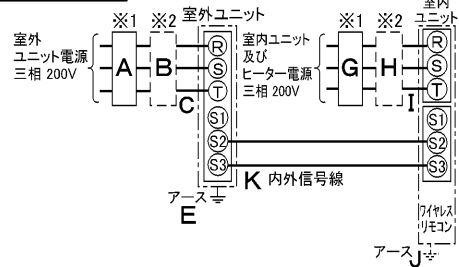 ※1 ※2 室外ユニット
室外
ユニット電源
三相 200V
A
B
C
R
S
T
S1
S2
S3
アース
E
※1 ※2 室内
ユニット
室内ユニット
及び
ヒーター電源
三相 200V
G
H
I
R
S
T
S1
S2
S3
K 内外信号線
ワイヤレス
リモコン
アース J